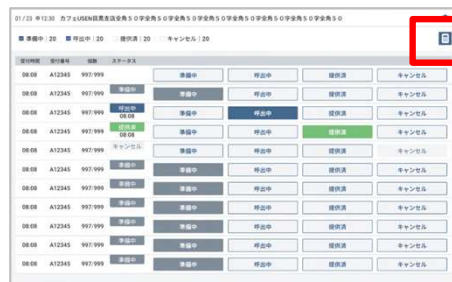 01/23 12:30 カフェUSEN目黒支店全角50字全角50字全角50字全角50字全角50字全角50字全角50
準備中｜20 呼出中｜20 提供済｜20 キャンセル｜20
受付時間 受付番号 個数 ステータス
08:08 A12345 997/999 準備中 呼出中 提供済 キャンセル
08:08 A12345 997/999 準備中 準備中 呼出中 提供済 キャンセル
08:08 A12345 997/999 呼出中 08:08 準備中 呼出中 提供済 キャンセル
08:08 A12345 997/999 提供済 08:08 準備中 呼出中 提供済 キャンセル
08:08 A12345 997/999 キャンセル 準備中 呼出中 提供済 キャンセル
08:08 A12345 997/999 準備中 準備中 呼出中 提供済 キャンセル
08:08 A12345 997/999 準備中 準備中 呼出中 提供済 キャンセル
08:08 A12345 997/999 準備中 準備中 呼出中 提供済 キャンセル
08:08 A12345 997/999 準備中 準備中 呼出中 提供済 キャンセル
08:08 A12345 997/999 準備中 準備中 呼出中 提供済 キャンセル
08:08 A12345 997/999 準備中 準備中 呼出中 提供済 キャンセル